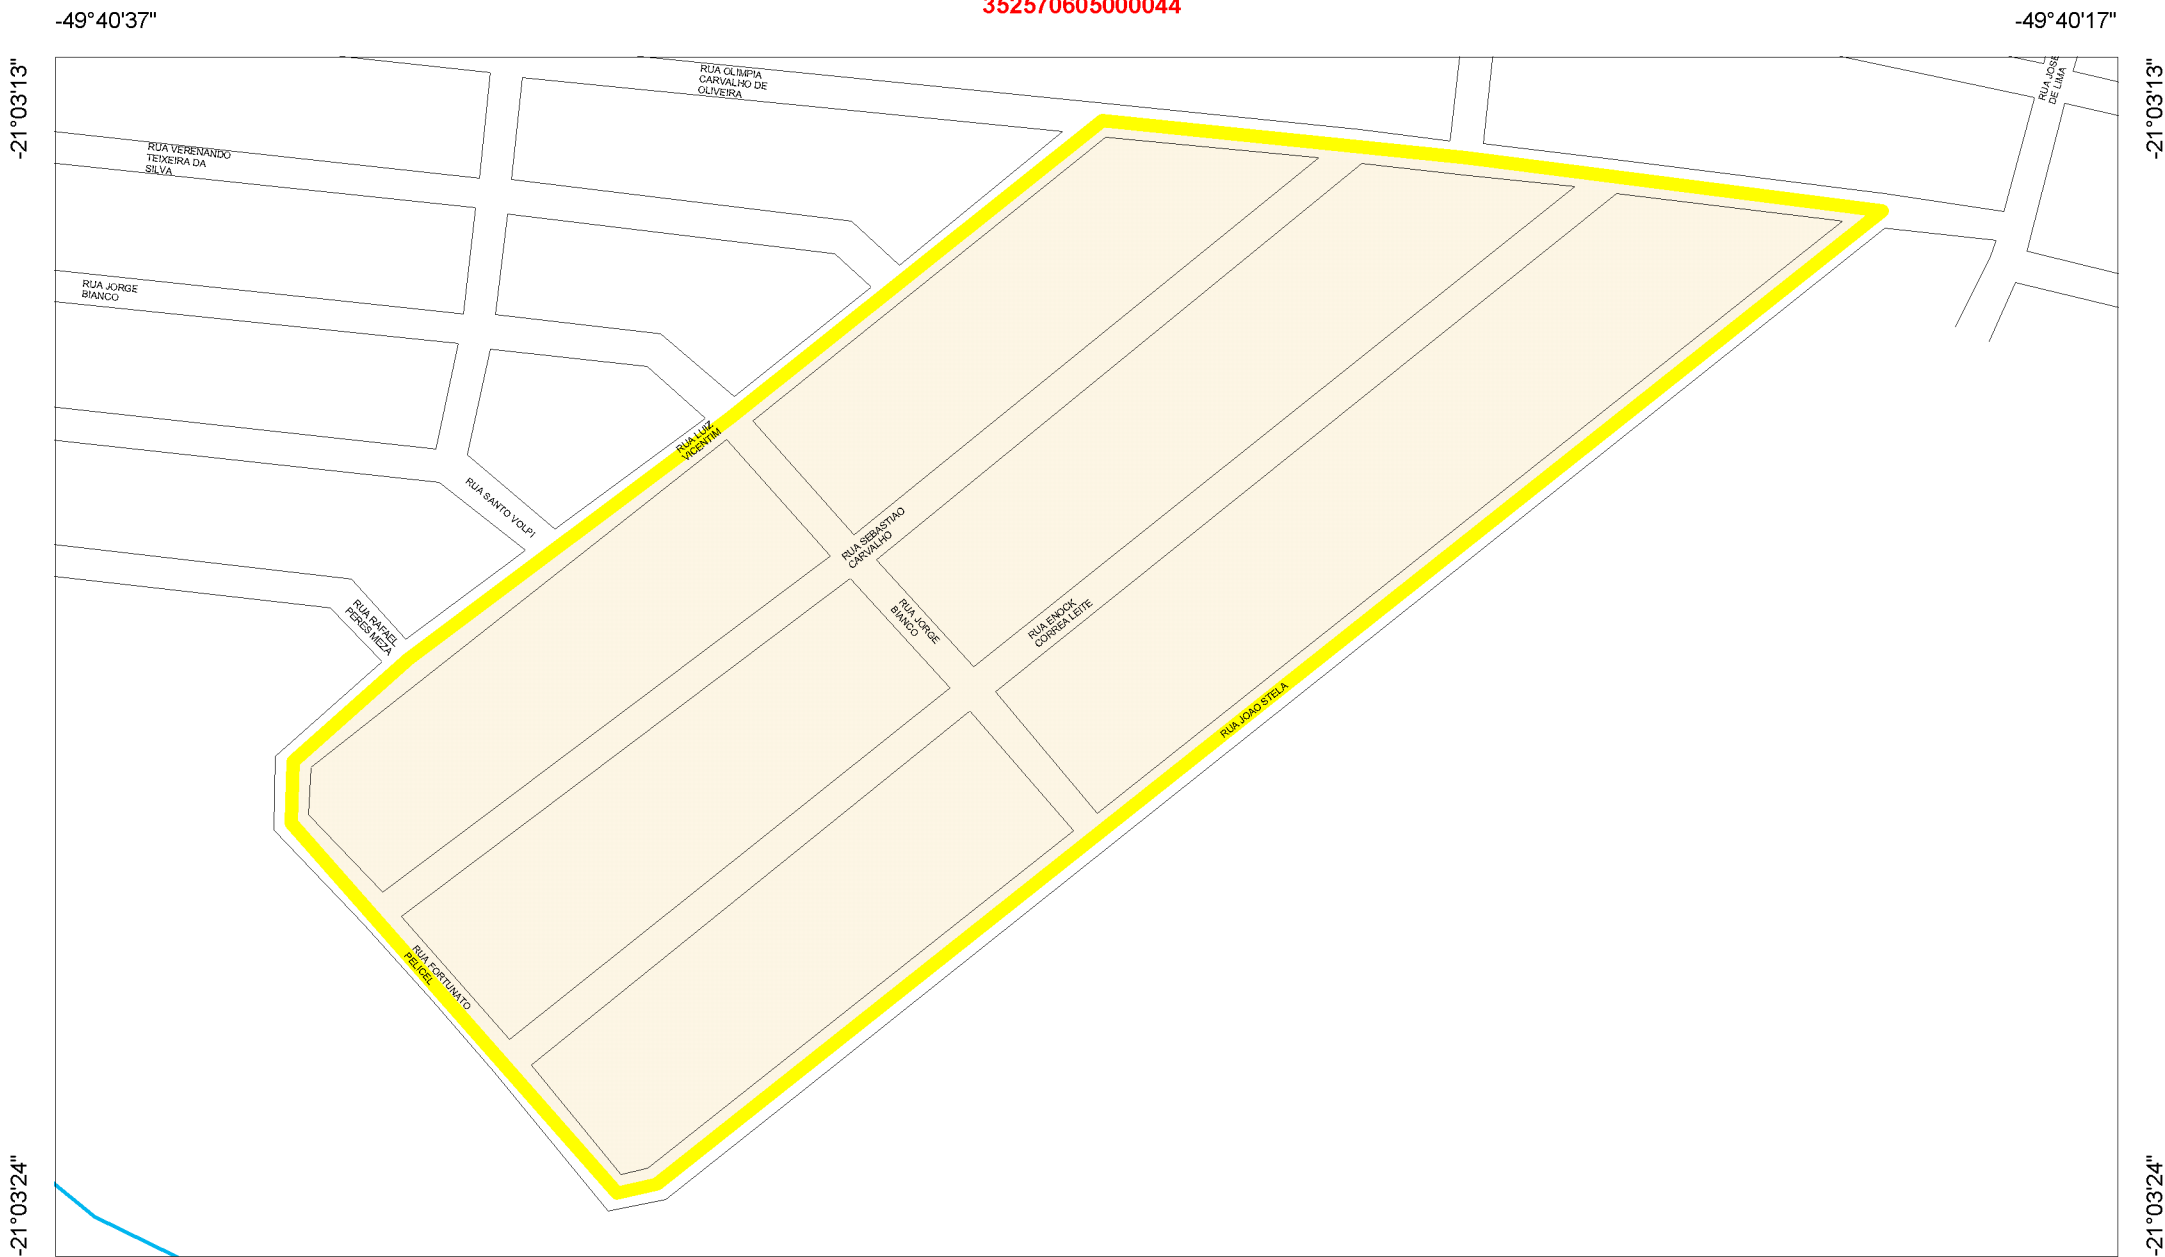 352570605000044
-49°40'37"
-49°40'17"
-21°03'13"
-21°03'13"
RUA OLIMPIA
CARVALHO DE
OLIVEIRA
RUA JOSE
DE LIMA
RUA VERENANDO
TEIXEIRA DA
SILVA
RUA JORGE
BIANCO
RUA LUIZ
VICENTIM
RUA SANTO VOLPI
RUA SEBASTIAO
CARVALHO
RUA RAFAEL
PERES MEZA
RUA JORGE
BIANCO
RUA ENOCK
CORREA LEITE
RUA JOAO STELA
RUA FORTUNATO
PELICEL
-21°03'24"
-21°03'24"